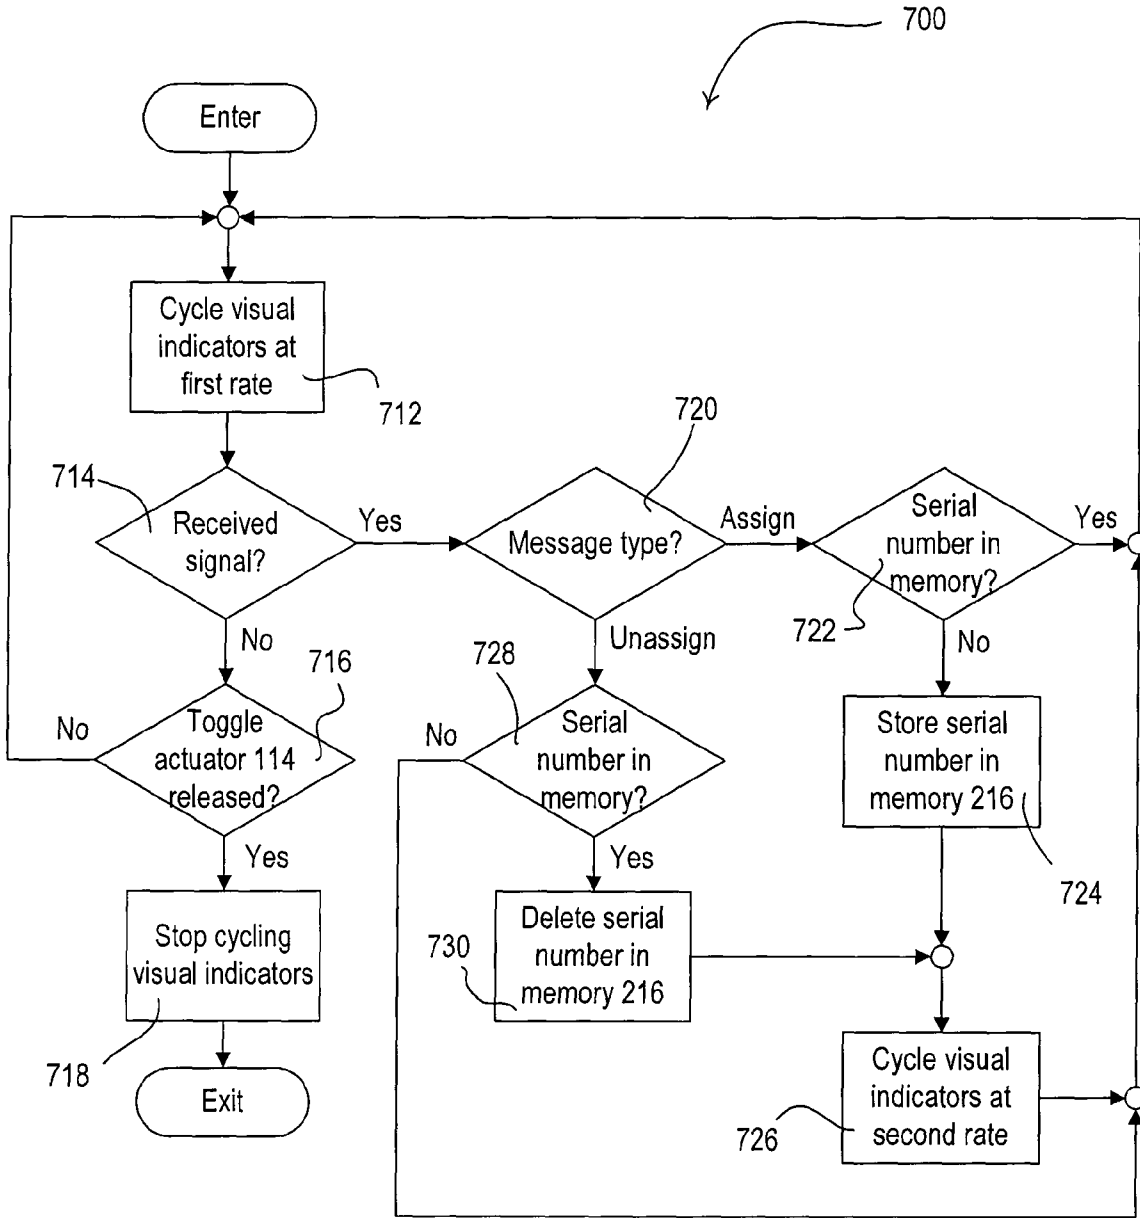 700
Enter
Cycle visual
indicators at
first rate
712
720
714
Received
signal?
Yes
Message type?
Assign
Serial
number in
memory?
Yes
722
No
Unassign
No
716
728
No
Toggle
actuator 114
released?
No
Serial
number in
memory?
Store serial
number in
memory 216
Yes
Yes
724
Stop cycling
visual indicators
730
Delete serial
number in
memory 216
718
Exit
Cycle visual
indicators at
second rate
726